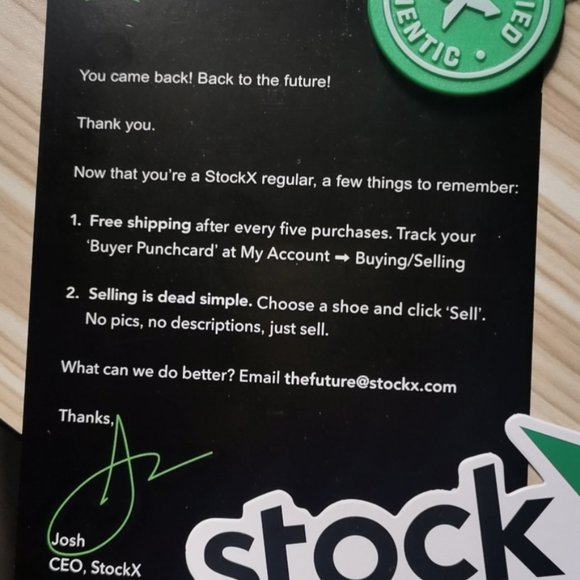 You came back! Back to the future!
Thank you.
Now that you're a StockX regular, a few things to remember:
1. Free shipping after every five purchases. Track your
'Buyer Punchcard' at My Account ➡ Buying/Selling
2. Selling is dead simple. Choose a shoe and click 'Sell'.
No pics, no descriptions, just sell.
What can we do better? Email thefuture@stockx.com
Thanks,
Josh
CEO, StockX
stock